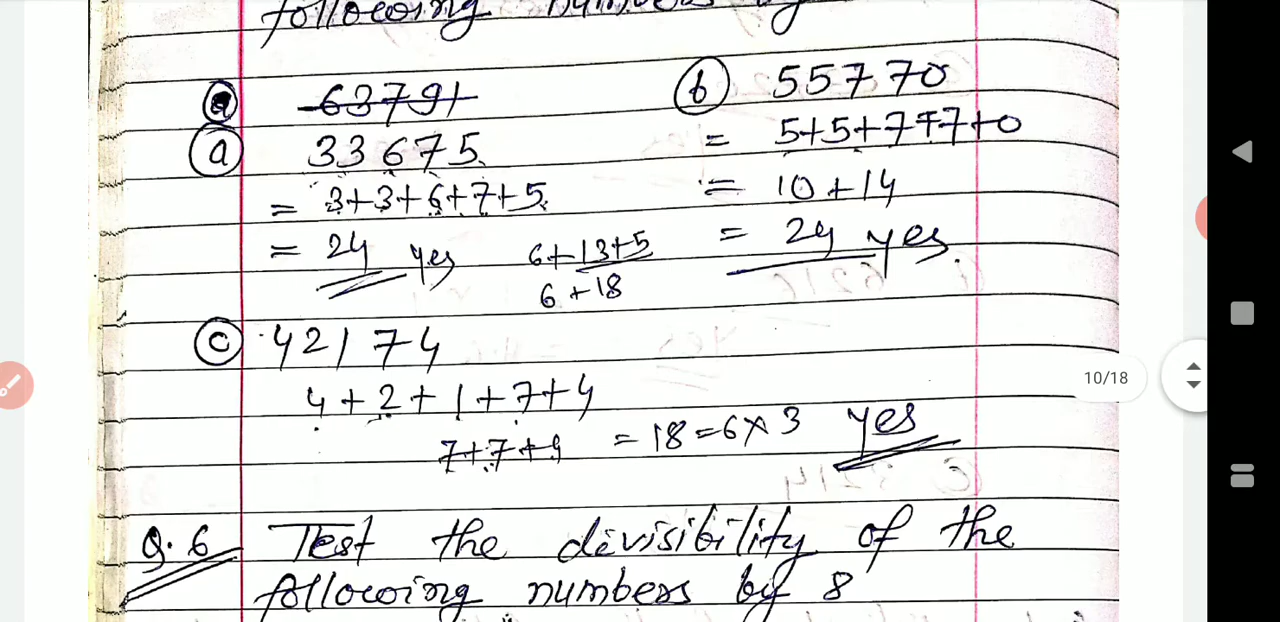 following numbers by
a 63791
a 33675
= 3+3+6+7+5
= 24 yes
6+13+5
6+18
b 55770
= 5+5+7+7+0
= 10+14
= 24 yes.
c 42174
4+2+1+7+4
7+7+4 = 18 = 6×3 yes
10/18
Q.6 Test the divisibility of the
following numbers by 8